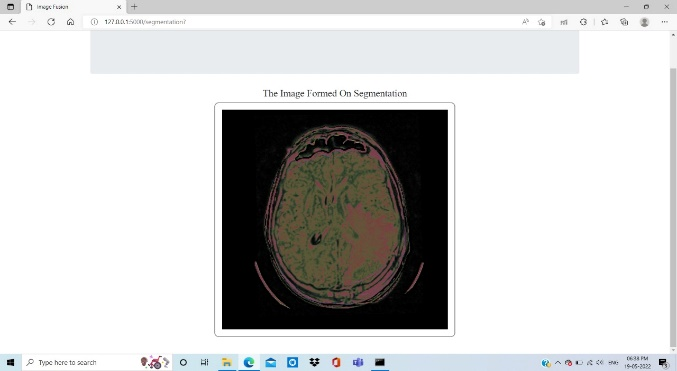 Image Fusion
127.0.0.1:5000/segmentation?
The Image Formed On Segmentation
Type here to search
ENG
06:38 PM
19-05-2022